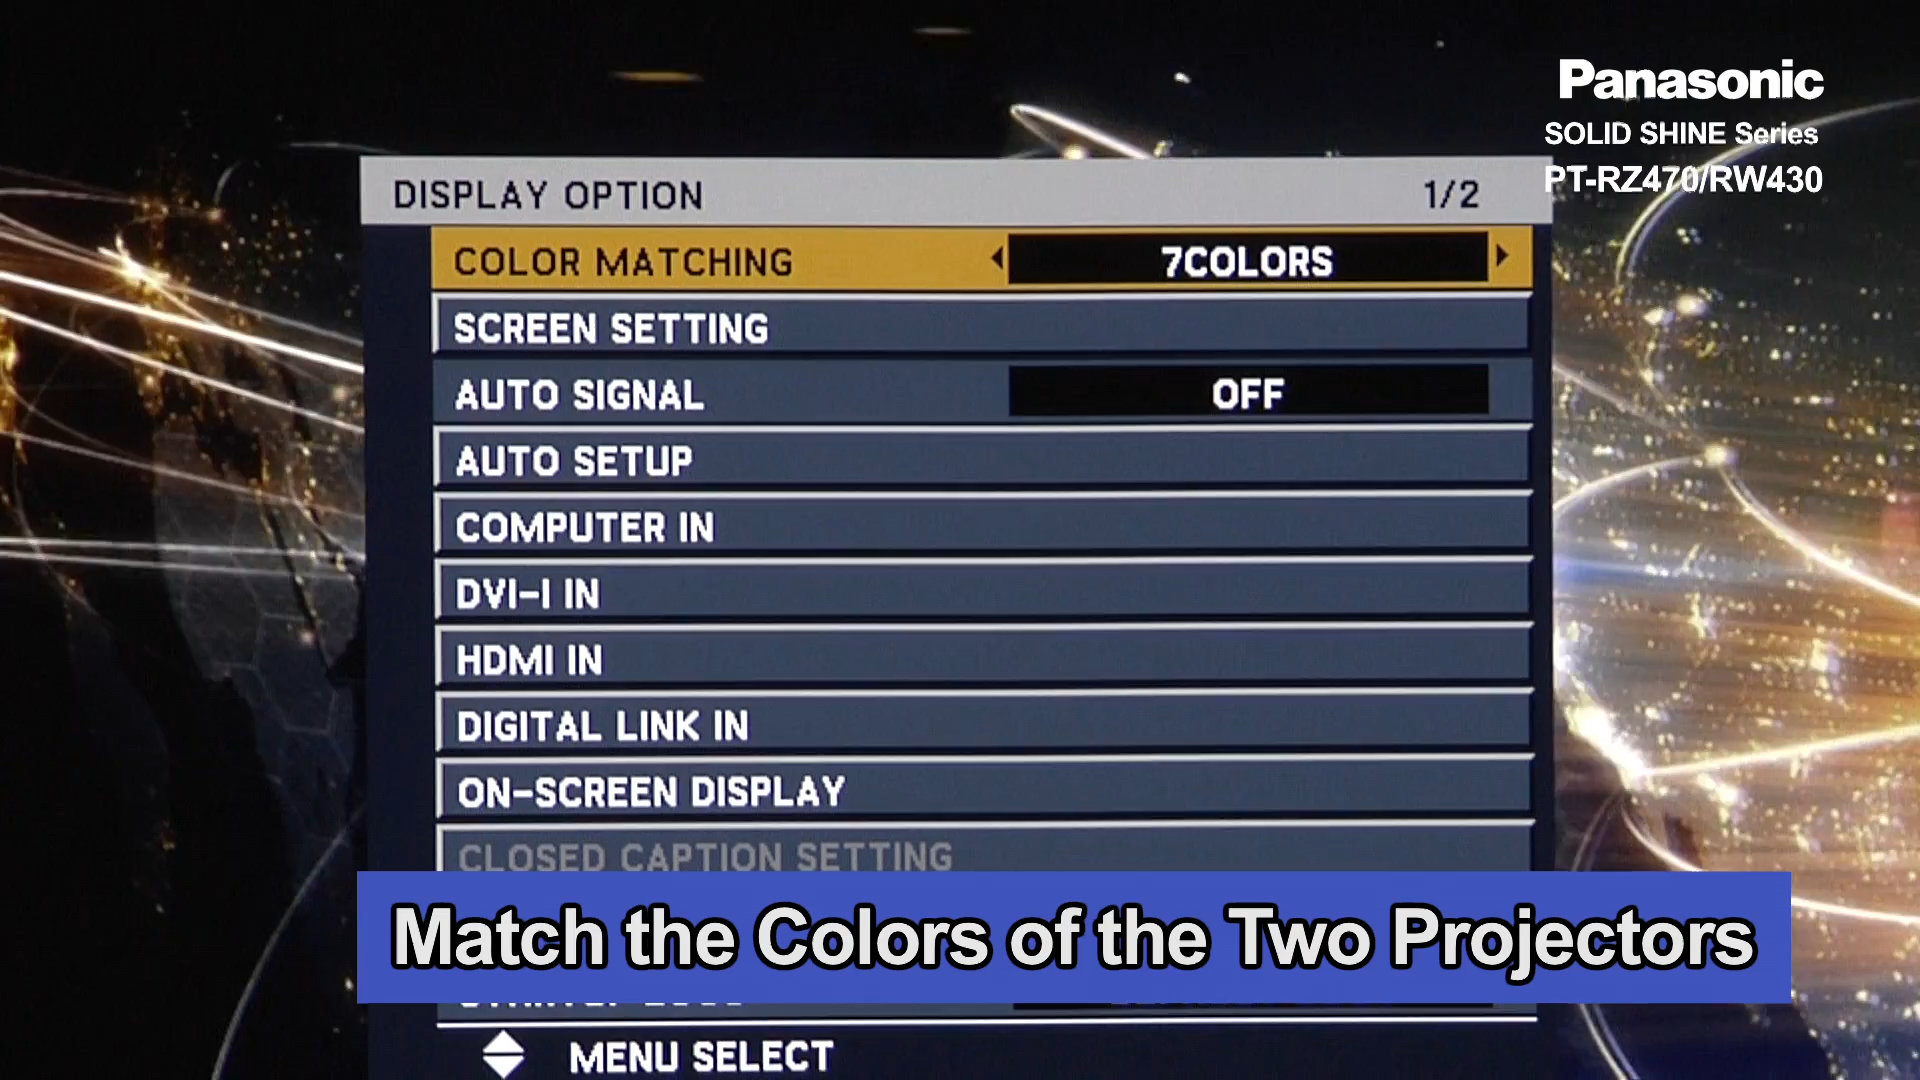 Panasonic
SOLID SHINE Series
PT-RZ470/RW430
DISPLAY OPTION 1/2
COLOR MATCHING 7COLORS
SCREEN SETTING
AUTO SIGNAL OFF
AUTO SETUP
COMPUTER IN
DVI-I IN
HDMI IN
DIGITAL LINK IN
ON-SCREEN DISPLAY
CLOSED CAPTION SETTING
Match the Colors of the Two Projectors
MENU SELECT